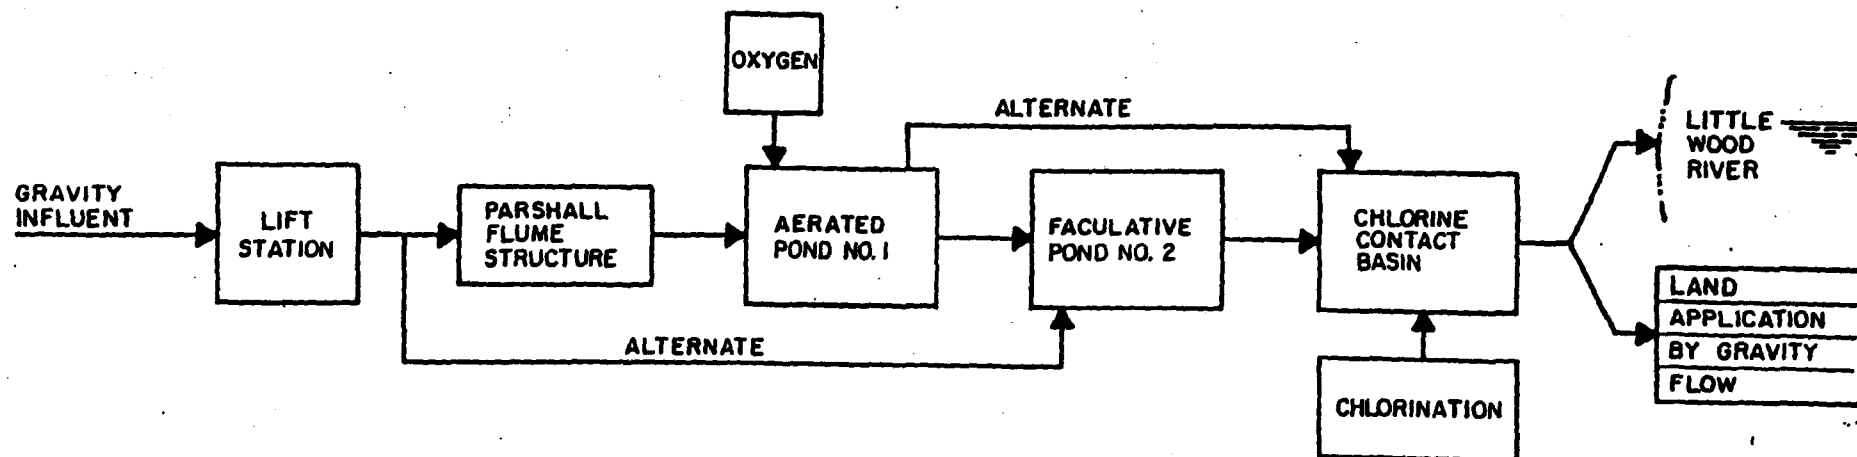 OXYGEN
ALTERNATE
LITTLE
WOOD
RIVER
GRAVITY
INFLUENT
LIFT
STATION
PARSHALL
FLUME
STRUCTURE
AERATED
POND NO. 1
FACULATIVE
POND NO. 2
CHLORINE
CONTACT
BASIN
LAND
APPLICATION
BY GRAVITY
FLOW
ALTERNATE
CHLORINATION